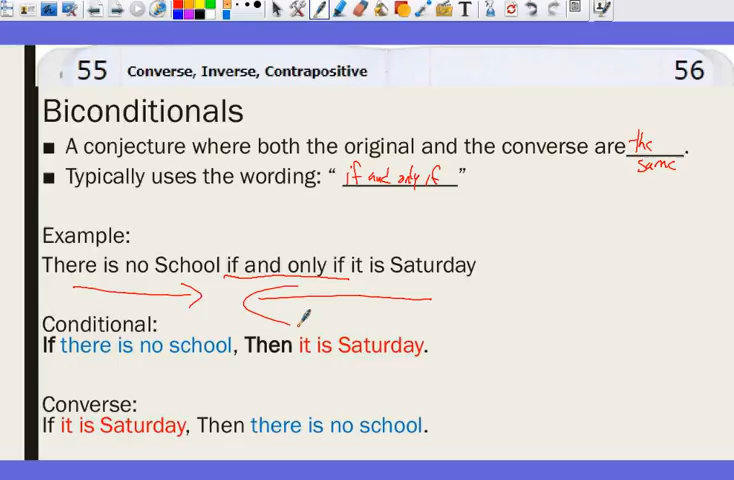 55 Converse, Inverse, Contrapositive 56
Biconditionals
■ A conjecture where both the original and the converse are the same.
■ Typically uses the wording: “ if and only if ”
Example:
There is no School if and only if it is Saturday
Conditional:
If there is no school, Then it is Saturday.
Converse:
If it is Saturday, Then there is no school.